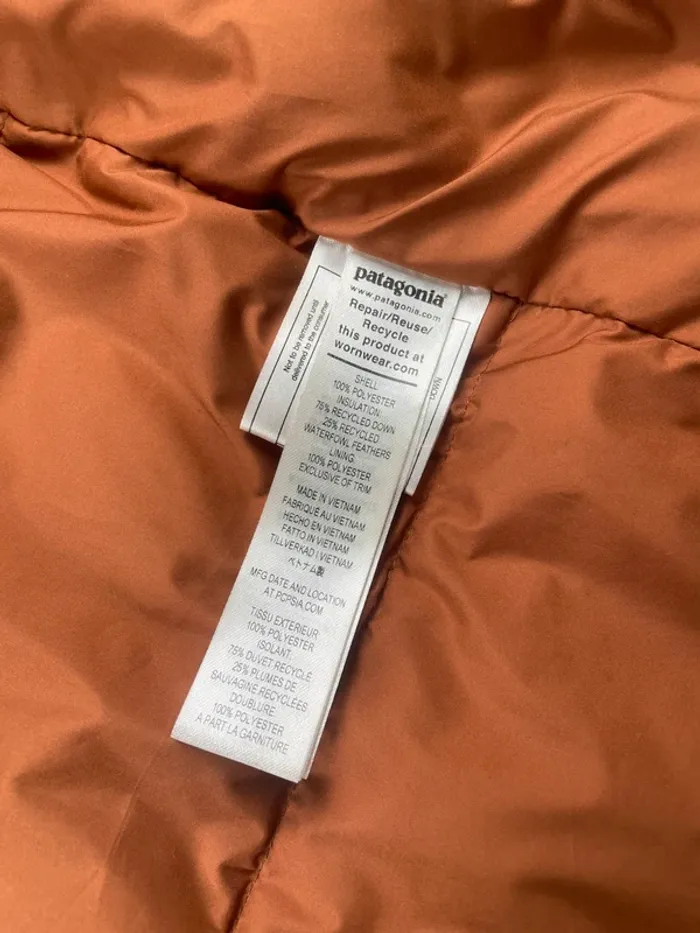 patagonia®
www.patagonia.com
Repair/Reuse/
Recycle
this product at
wornwear.com
SHELL:
100% POLYESTER
INSULATION:
75% RECYCLED DOWN
25% RECYCLED
WATERFOWL FEATHERS
LINING:
100% POLYESTER
EXCLUSIVE OF TRIM
MADE IN VIETNAM
FABRIQUÉ AU VIETNAM
HECHO EN VIETNAM
FATTO IN VIETNAM
TILLVERKAD I VIETNAM
ベトナム製
MFG DATE AND LOCATION
AT PCPSIA.COM
TISSU EXTERIEUR
100% POLYESTER
ISOLANT:
75% DUVET RECYCLÉ
25% PLUMES DE
SAUVAGINE RECYCLÉES
DOUBLURE:
100% POLYESTER
A PART LA GARNITURE
Not to be removed until
delivered to the consumer